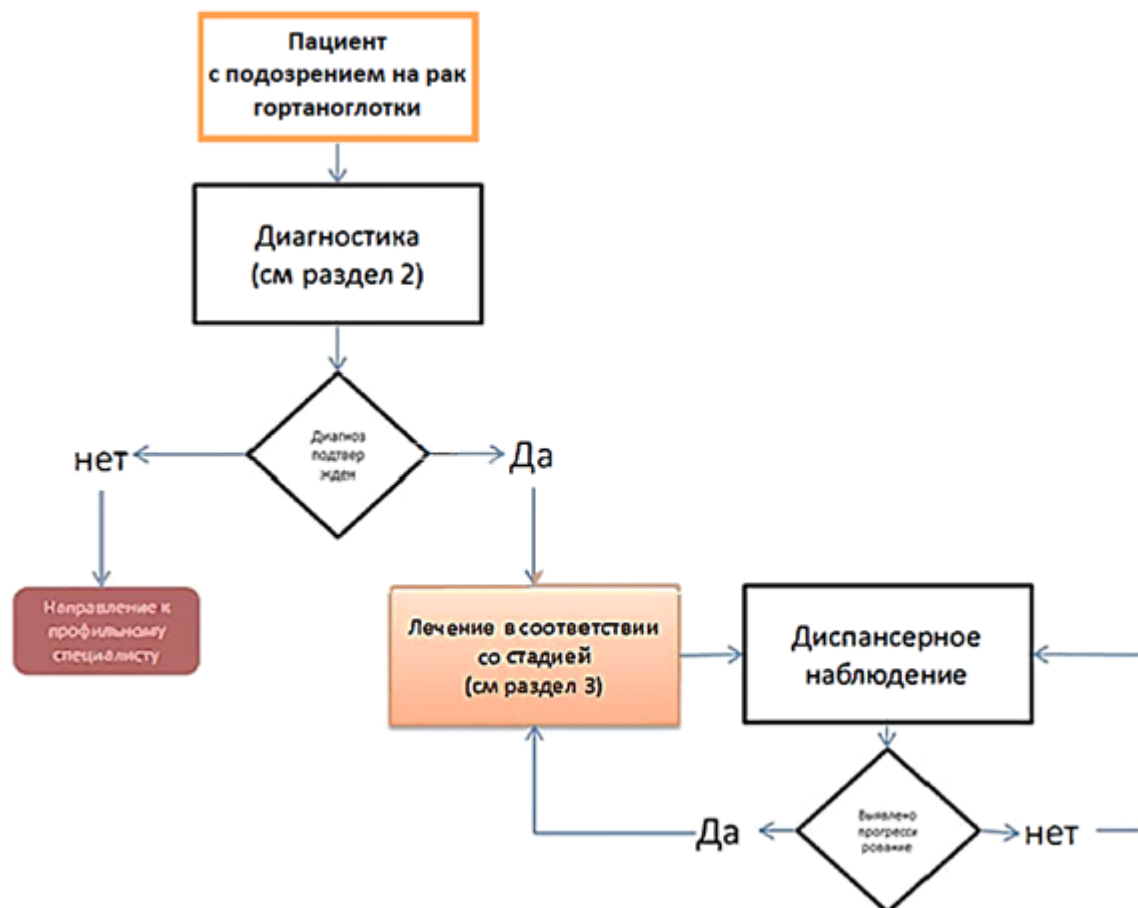 Пациент
с подозрением на рак
гортаноглотки
Диагностика
(см раздел 2)
Диагноз
подтвер
жден
нет
Да
Направление к
профильному
специалисту
Лечение в соответствии
со стадией
(см раздел 3)
Диспансерное
наблюдение
Выявлено
прогресси
рование
Да
нет